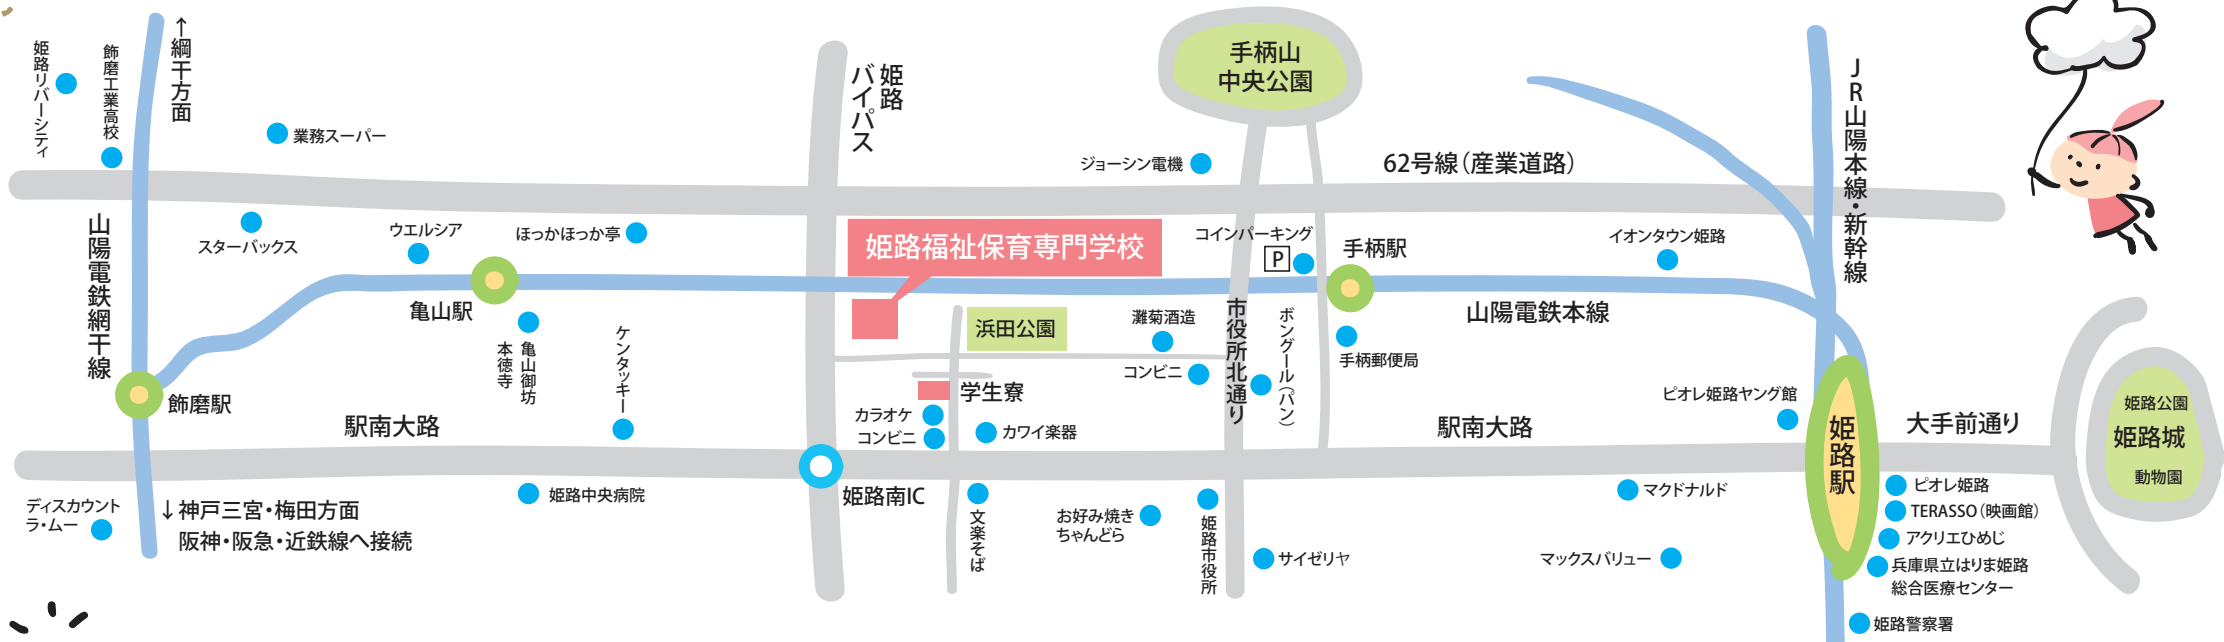 姫路リバーシティ
飾磨工業高校
↑網干方面
業務スーパー
姫路
バイパス
手柄山
中央公園
ジョーシン電機
62号線（産業道路）
JR山陽本線・新幹線
山陽電鉄網干線
スターバックス
ウエルシア
ほっかほっか亭
姫路福祉保育専門学校
コインパーキング
P
手柄駅
イオンタウン姫路
亀山駅
亀山御坊
本徳寺
ケンタッキー
浜田公園
灘菊酒造
コンビニ
市役所北通り
ボングール（パン）
手柄郵便局
山陽電鉄本線
飾磨駅
駅南大路
学生寮
カラオケ
コンビニ
カワイ楽器
駅南大路
ピオレ姫路ヤング館
姫路駅
大手前通り
姫路公園
姫路城
動物園
ディスカウント
ラ・ムー
↓神戸三宮・梅田方面
阪神・阪急・近鉄線へ接続
姫路中央病院
姫路南IC
文楽そば
お好み焼き
ちゃんどら
姫路市役所
サイゼリヤ
マクドナルド
マックスバリュー
ピオレ姫路
TERASSO（映画館）
アクリエひめじ
兵庫県立はりま姫路
総合医療センター
姫路警察署